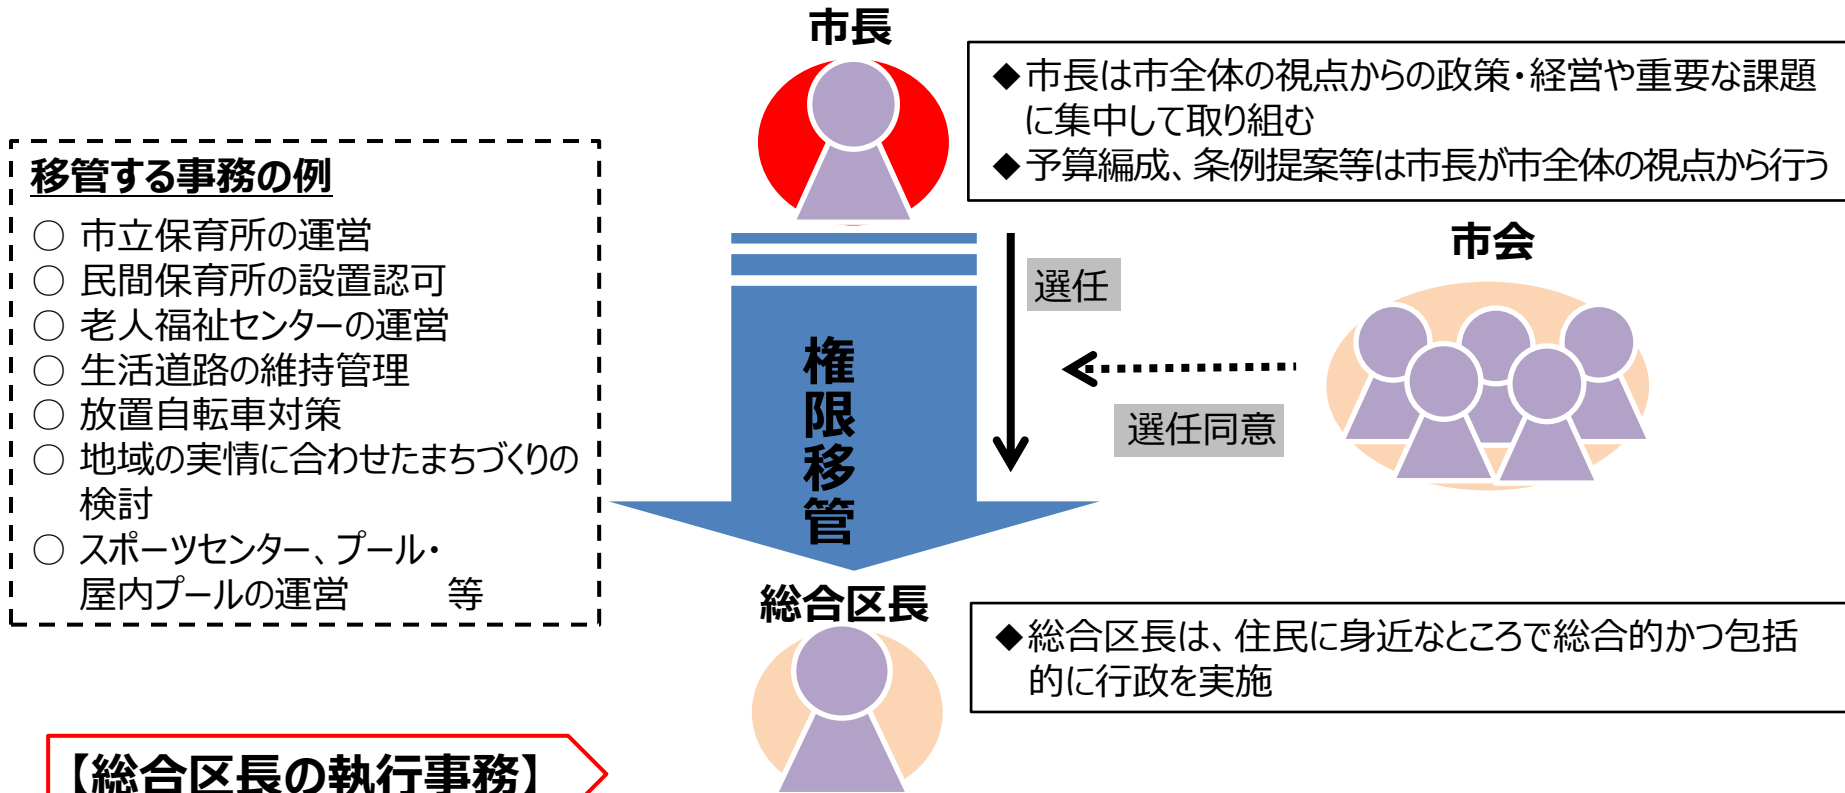 市長
◆市長は市全体の視点からの政策・経営や重要な課題
に集中して取り組む
◆予算編成、条例提案等は市長が市全体の視点から行う
移管する事務の例
○ 市立保育所の運営
○ 民間保育所の設置認可
○ 老人福祉センターの運営
○ 生活道路の維持管理
○ 放置自転車対策
○ 地域の実情に合わせたまちづくりの
検討
○ スポーツセンター、プール・
屋内プールの運営 等
市会
選任
選任同意
権限移管
総合区長
◆総合区長は、住民に身近なところで総合的かつ包括
的に行政を実施
【総合区長の執行事務】